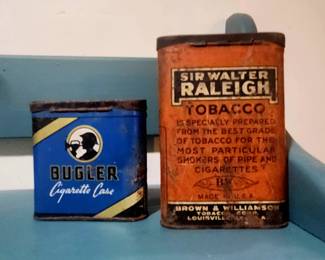 BUGLER
Cigarette Case
SIR WALTER
RALEIGH
TOBACCO
IS SPECIALLY PREPARED
FROM THE BEST GRADE
OF TOBACCO FOR THE
MOST PARTICULAR
SMOKERS OF PIPE AND
CIGARETTES
B&W
MADE IN U.S.A.
BROWN & WILLIAMSON
TOBACCO CORP.
LOUISVILLE